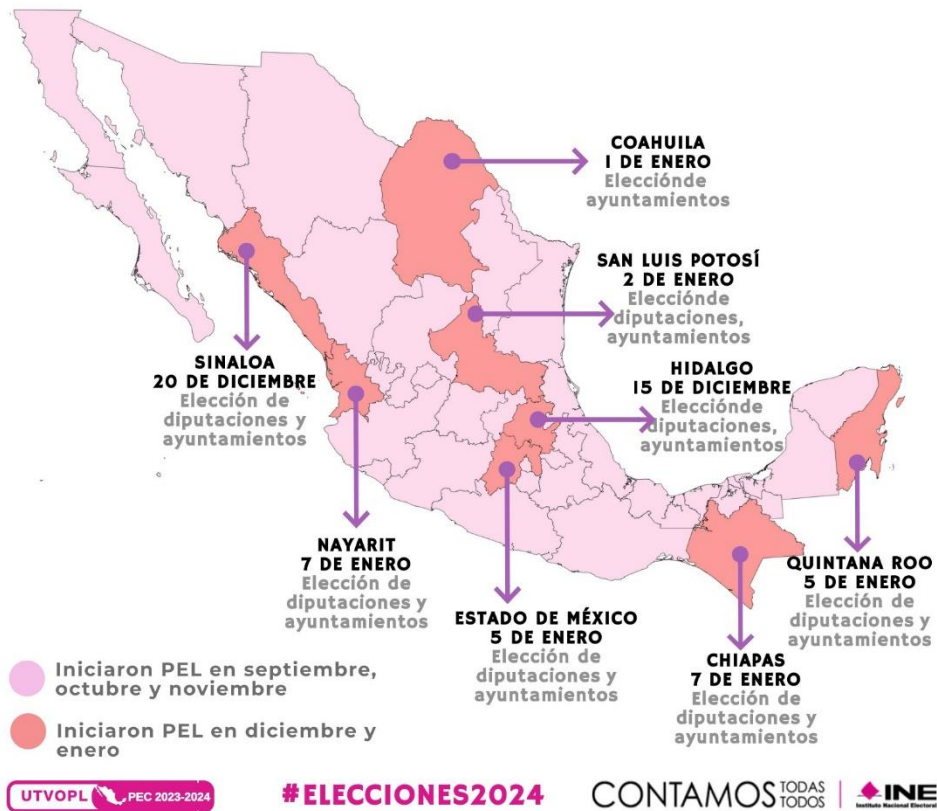 COAHUILA
1 DE ENERO
Elecciónde
ayuntamientos
SAN LUIS POTOSÍ
2 DE ENERO
Elecciónde
diputaciones,
ayuntamientos
SINALOA
20 DE DICIEMBRE
Elección de
diputaciones y
ayuntamientos
HIDALGO
15 DE DICIEMBRE
Elecciónde
diputaciones,
ayuntamientos
NAYARIT
7 DE ENERO
Elección de
diputaciones y
ayuntamientos
ESTADO DE MÉXICO
5 DE ENERO
Elección de
diputaciones y
ayuntamientos
QUINTANA ROO
5 DE ENERO
Elección de
diputaciones y
ayuntamientos
CHIAPAS
7 DE ENERO
Elección de
diputaciones y
ayuntamientos
Iniciaron PEL en septiembre,
octubre y noviembre
Iniciaron PEL en diciembre y
enero
UTVOPL PEC 2023-2024
#ELECCIONES2024
CONTAMOS TODAS
TODOS
INE
Instituto Nacional Electoral